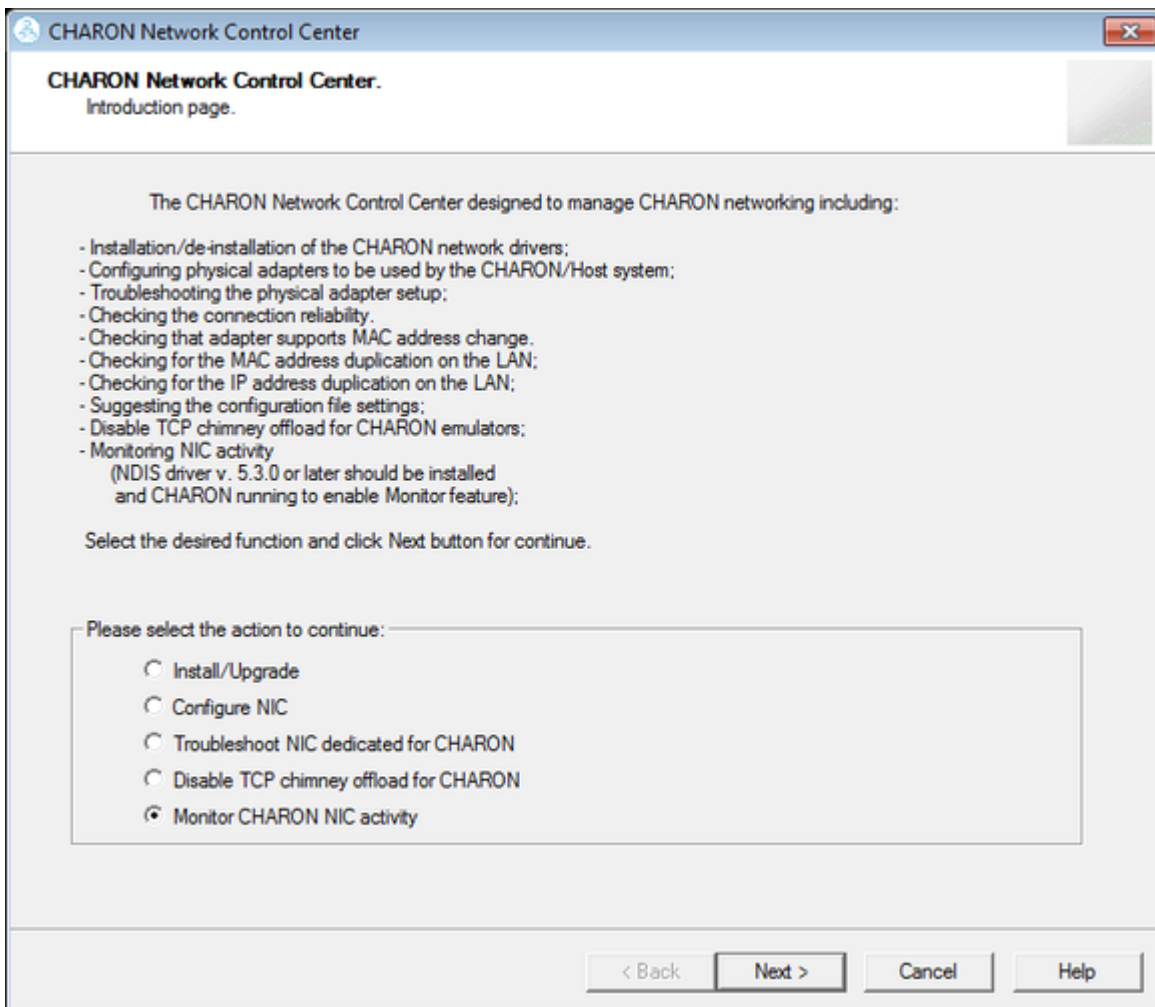 CHARON Network Control Center
CHARON Network Control Center.
Introduction page.
The CHARON Network Control Center designed to manage CHARON networking including:
- Installation/de-installation of the CHARON network drivers;
- Configuring physical adapters to be used by the CHARON/Host system;
- Troubleshooting the physical adapter setup;
- Checking the connection reliability.
- Checking that adapter supports MAC address change.
- Checking for the MAC address duplication on the LAN;
- Checking for the IP address duplication on the LAN;
- Suggesting the configuration file settings;
- Disable TCP chimney offload for CHARON emulators;
- Monitoring NIC activity
(NDIS driver v. 5.3.0 or later should be installed
and CHARON running to enable Monitor feature);
Select the desired function and click Next button for continue.
Please select the action to continue:
Install/Upgrade
Configure NIC
Troubleshoot NIC dedicated for CHARON
Disable TCP chimney offload for CHARON
Monitor CHARON NIC activity
< Back Next > Cancel Help